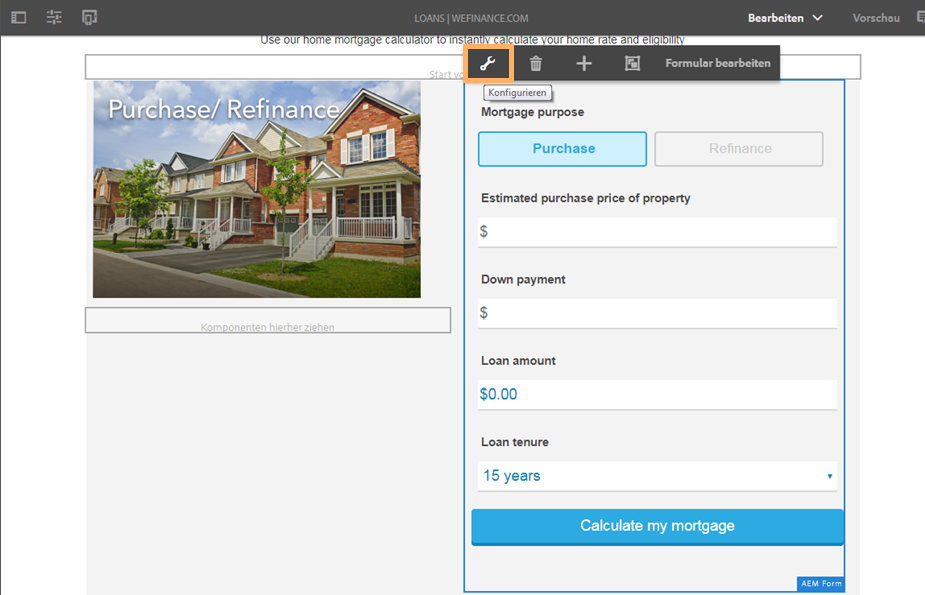 LOANS | WEFINANCE.COM
Bearbeiten
Vorschau
Use our home mortgage calculator to instantly calculate your home rate and eligibility
Start
Formular bearbeiten
Konfigurieren
Purchase/ Refinance
Mortgage purpose
Purchase
Refinance
Estimated purchase price of property
$
Down payment
$
Komponenten hierher ziehen
Loan amount
$0.00
Loan tenure
15 years
Calculate my mortgage
AEM Form